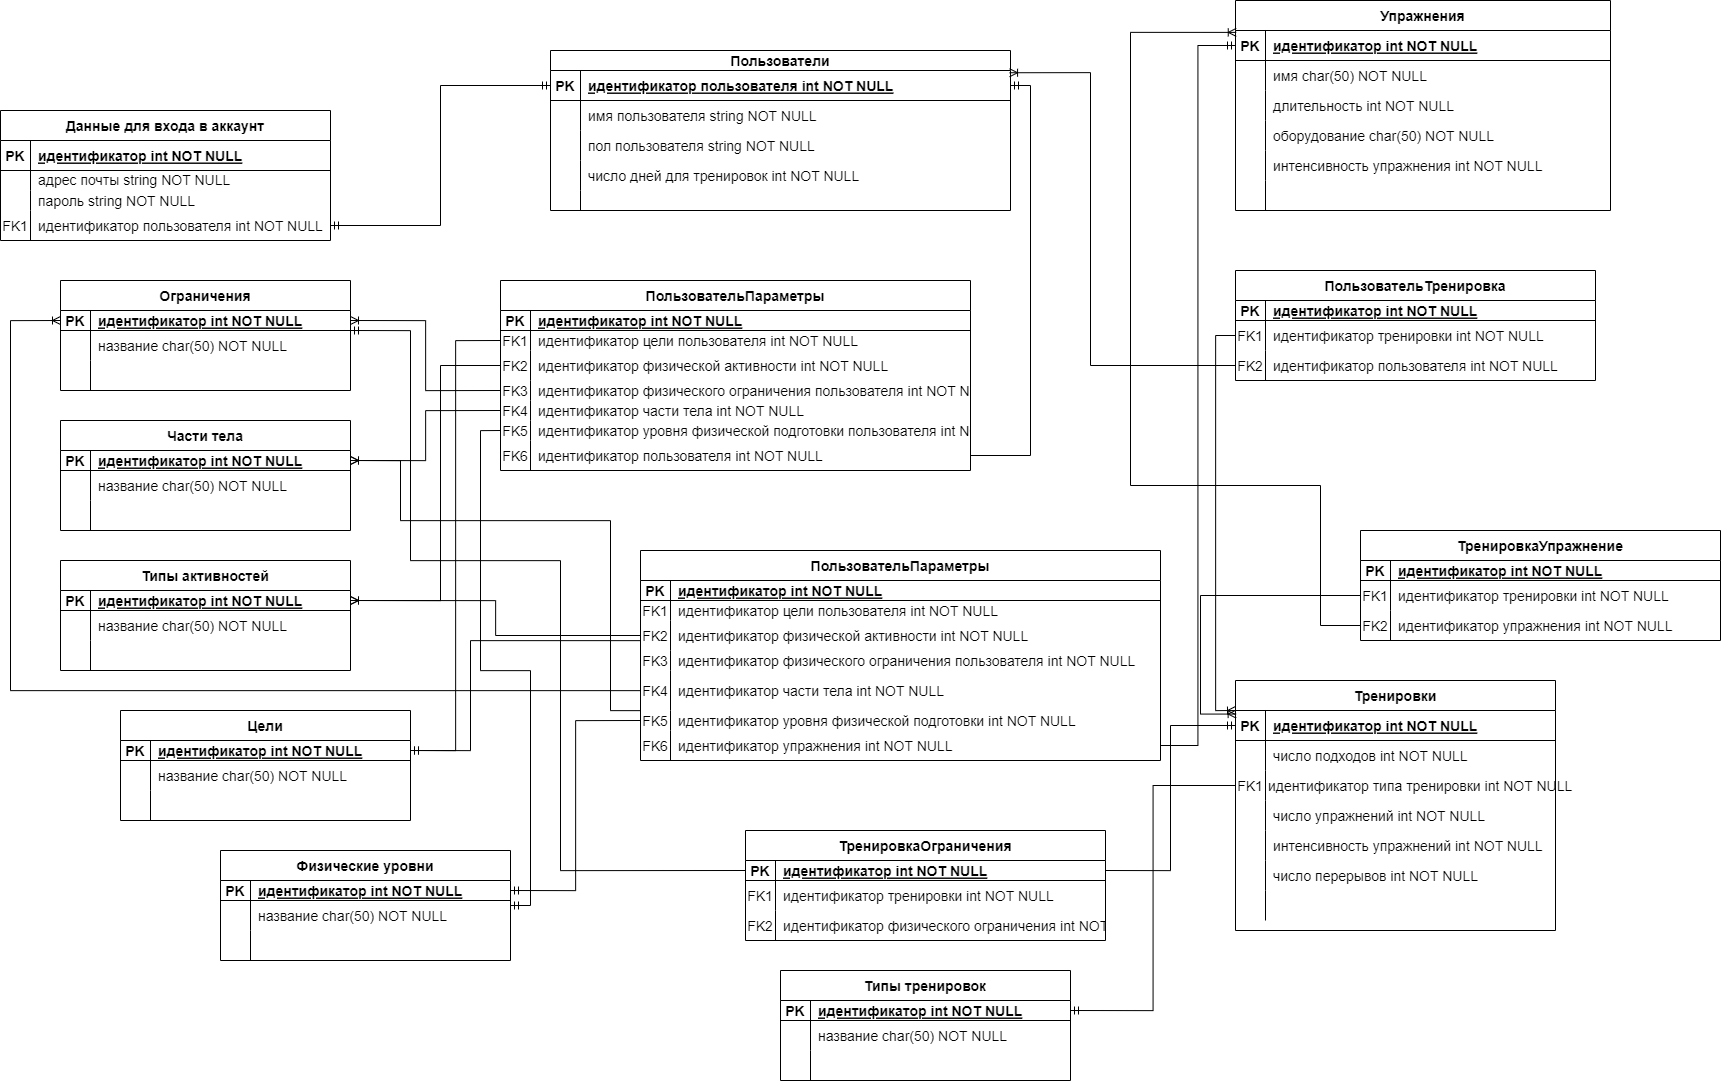 Упражнения
PK идентификатор int NOT NULL
имя char(50) NOT NULL
длительность int NOT NULL
оборудование char(50) NOT NULL
интенсивность упражнения int NOT NULL
Пользователи
PK идентификатор пользователя int NOT NULL
имя пользователя string NOT NULL
пол пользователя string NOT NULL
число дней для тренировок int NOT NULL
Данные для входа в аккаунт
PK идентификатор int NOT NULL
адрес почты string NOT NULL
пароль string NOT NULL
FK1 идентификатор пользователя int NOT NULL
Ограничения
PK идентификатор int NOT NULL
название char(50) NOT NULL
ПользовательПараметры
PK идентификатор int NOT NULL
FK1 идентификатор цели пользователя int NOT NULL
FK2 идентификатор физической активности int NOT NULL
FK3 идентификатор физического ограничения пользователя int NOT N
FK4 идентификатор части тела int NOT NULL
FK5 идентификатор уровня физической подготовки пользователя int N
FK6 идентификатор пользователя int NOT NULL
ПользовательТренировка
PK идентификатор int NOT NULL
FK1 идентификатор тренировки int NOT NULL
FK2 идентификатор пользователя int NOT NULL
Части тела
PK идентификатор int NOT NULL
название char(50) NOT NULL
Типы активностей
PK идентификатор int NOT NULL
название char(50) NOT NULL
ПользовательПараметры
PK идентификатор int NOT NULL
FK1 идентификатор цели пользователя int NOT NULL
FK2 идентификатор физической активности int NOT NULL
FK3 идентификатор физического ограничения пользователя int NOT NULL
FK4 идентификатор части тела int NOT NULL
FK5 идентификатор уровня физической подготовки int NOT NULL
FK6 идентификатор упражнения int NOT NULL
ТренировкаУпражнение
PK идентификатор int NOT NULL
FK1 идентификатор тренировки int NOT NULL
FK2 идентификатор упражнения int NOT NULL
Цели
PK идентификатор int NOT NULL
название char(50) NOT NULL
Тренировки
PK идентификатор int NOT NULL
число подходов int NOT NULL
FK1 идентификатор типа тренировки int NOT NULL
число упражнений int NOT NULL
интенсивность упражнений int NOT NULL
число перерывов int NOT NULL
Физические уровни
PK идентификатор int NOT NULL
название char(50) NOT NULL
ТренировкаОграничения
PK идентификатор int NOT NULL
FK1 идентификатор тренировки int NOT NULL
FK2 идентификатор физического ограничения int NOT
Типы тренировок
PK идентификатор int NOT NULL
название char(50) NOT NULL